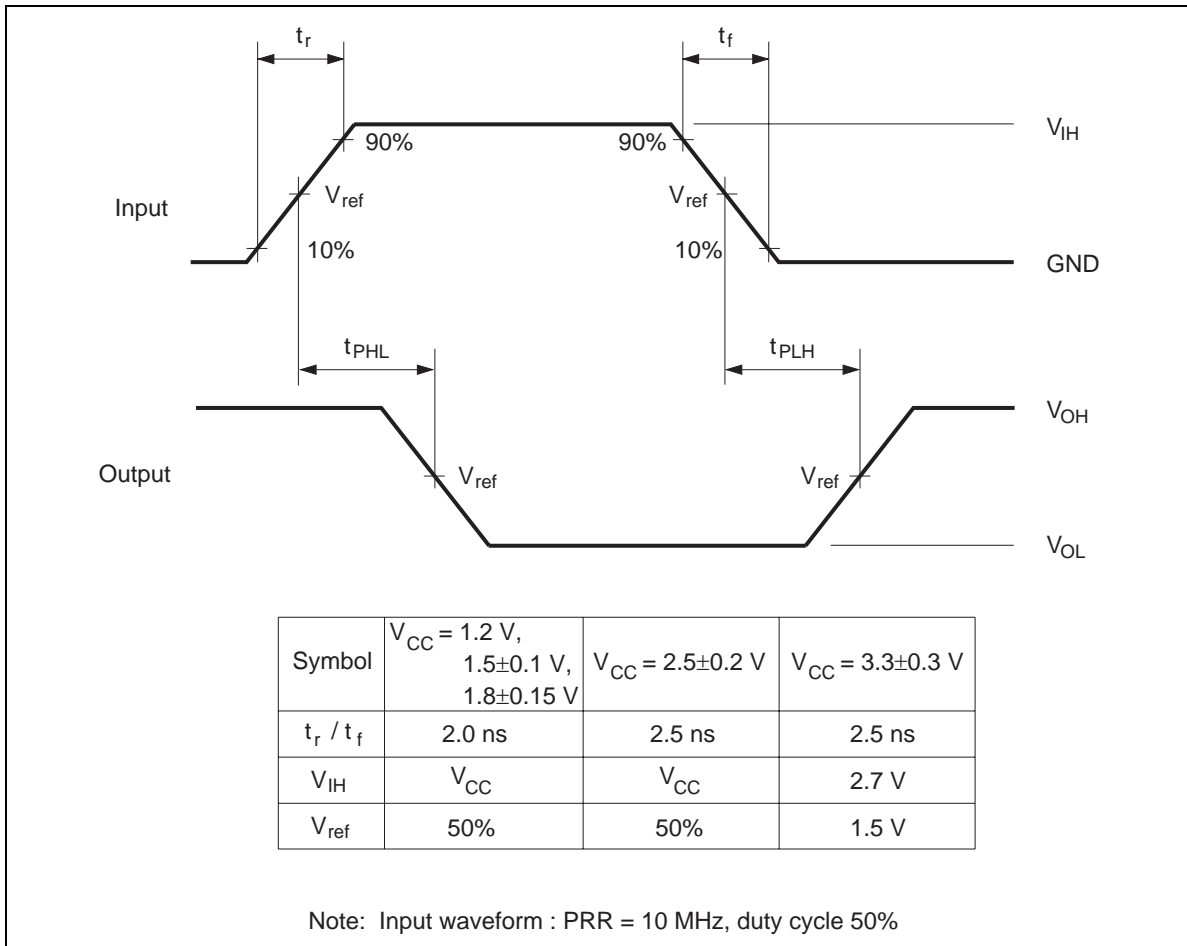 tr tf
90% 90% VIH
Input Vref Vref
10% 10% GND
tPHL tPLH
VOH
Output Vref Vref
VOL
Symbol VCC = 1.2 V, 1.5±0.1 V, 1.8±0.15 V VCC = 2.5±0.2 V VCC = 3.3±0.3 V
tr / tf 2.0 ns 2.5 ns 2.5 ns
VIH VCC VCC 2.7 V
Vref 50% 50% 1.5 V
Note: Input waveform : PRR = 10 MHz, duty cycle 50%